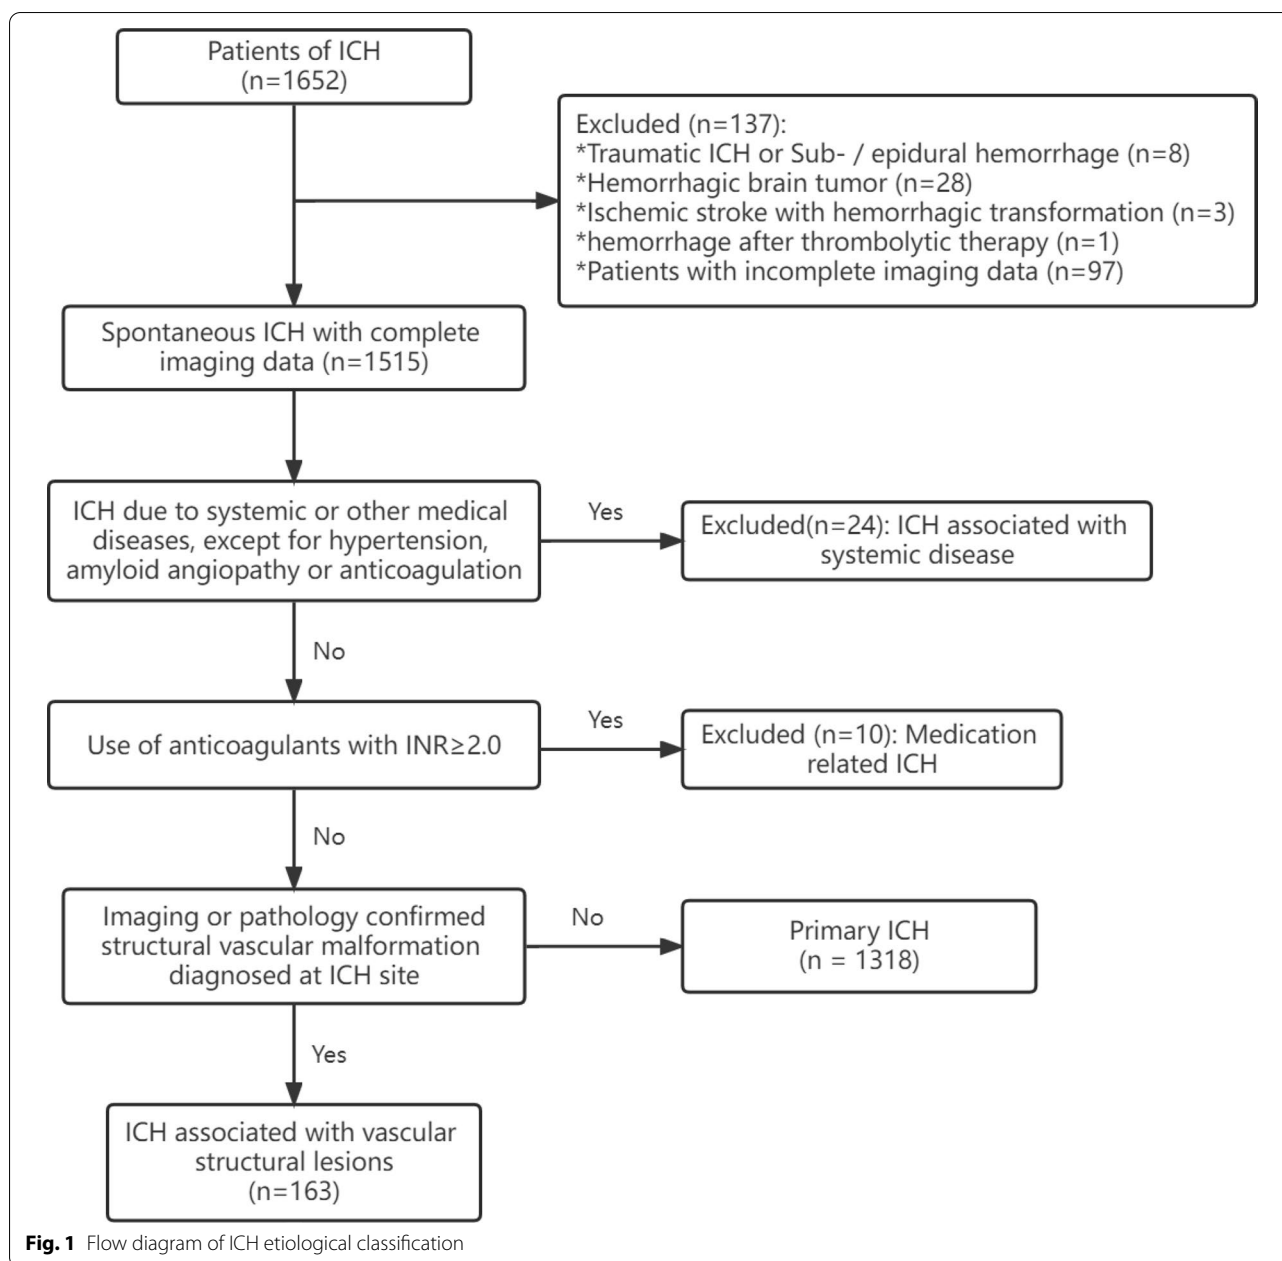 Patients of ICH
(n=1652)
Excluded (n=137):
*Traumatic ICH or Sub- / epidural hemorrhage (n=8)
*Hemorrhagic brain tumor (n=28)
*Ischemic stroke with hemorrhagic transformation (n=3)
*hemorrhage after thrombolytic therapy (n=1)
*Patients with incomplete imaging data (n=97)
Spontaneous ICH with complete
imaging data (n=1515)
ICH due to systemic or other medical
diseases, except for hypertension,
amyloid angiopathy or anticoagulation
Yes
Excluded(n=24): ICH associated with
systemic disease
No
Use of anticoagulants with INR≥2.0
Yes
Excluded (n=10): Medication
related ICH
No
Imaging or pathology confirmed
structural vascular malformation
diagnosed at ICH site
No
Primary ICH
(n = 1318)
Yes
ICH associated with vascular
structural lesions
(n=163)
Fig. 1 Flow diagram of ICH etiological classification